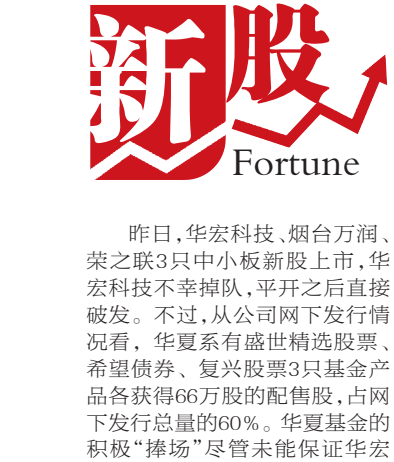 新股
Fortune
昨日,华宏科技、烟台万润、
荣之联3只中小板新股上市,华
宏科技不幸掉队,平开之后直接
破发。不过,从公司网下发行情
况看，华夏系有盛世精选股票、
希望债券、复兴股票3只基金产
品各获得66万股的配售股,占网
下发行总量的60%。华夏基金的
积极“捧场”尽管未能保证华宏